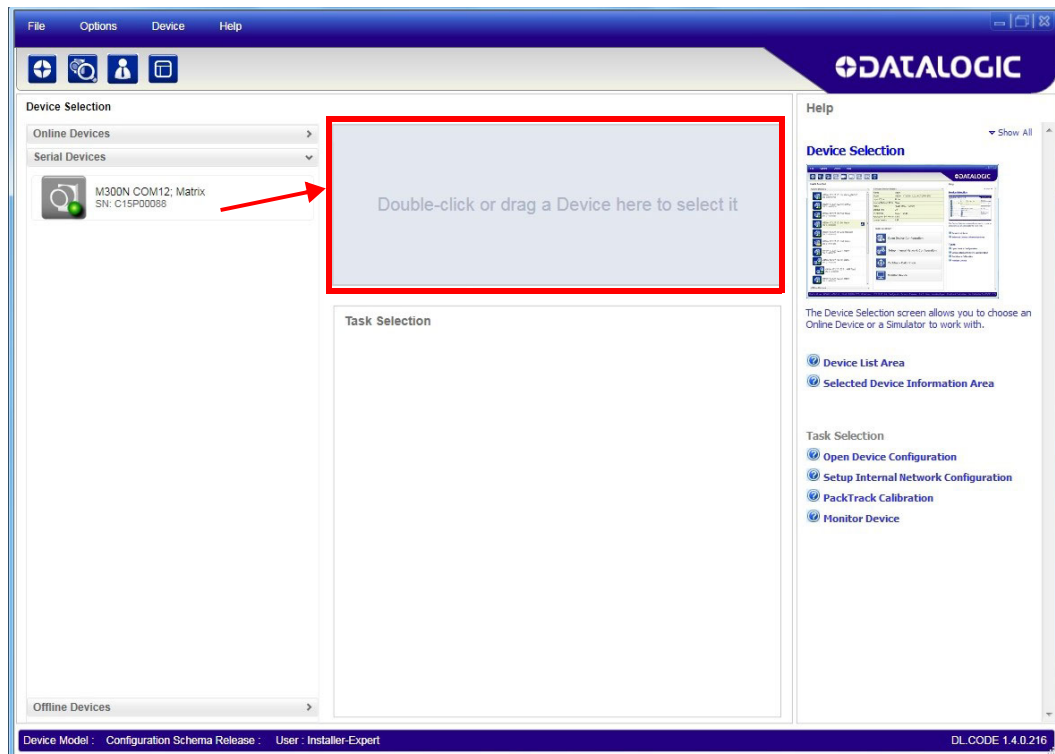 File Options Device Help
DATALOGIC
Device Selection
Online Devices
Serial Devices
M300N COM12; Matrix
SN: C15P00088
Offline Devices
Double-click or drag a Device here to select it
Task Selection
Help
Show All
Device Selection
The Device Selection screen allows you to choose an
Online Device or a Simulator to work with.
Device List Area
Selected Device Information Area
Task Selection
Open Device Configuration
Setup Internal Network Configuration
PackTrack Calibration
Monitor Device
Device Model : Configuration Schema Release : User : Installer-Expert DL.CODE 1.4.0.216